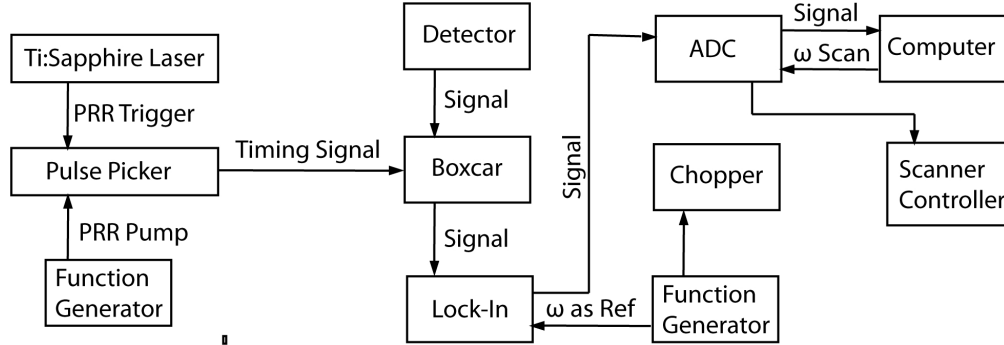 Ti:Sapphire Laser
PRR Trigger
Pulse Picker
PRR Pump
Function
Generator
Timing Signal
Detector
Signal
Boxcar
Signal
Lock-In
Signal
ω as Ref
Function
Generator
Chopper
ADC
Signal
ω Scan
Computer
Scanner
Controller